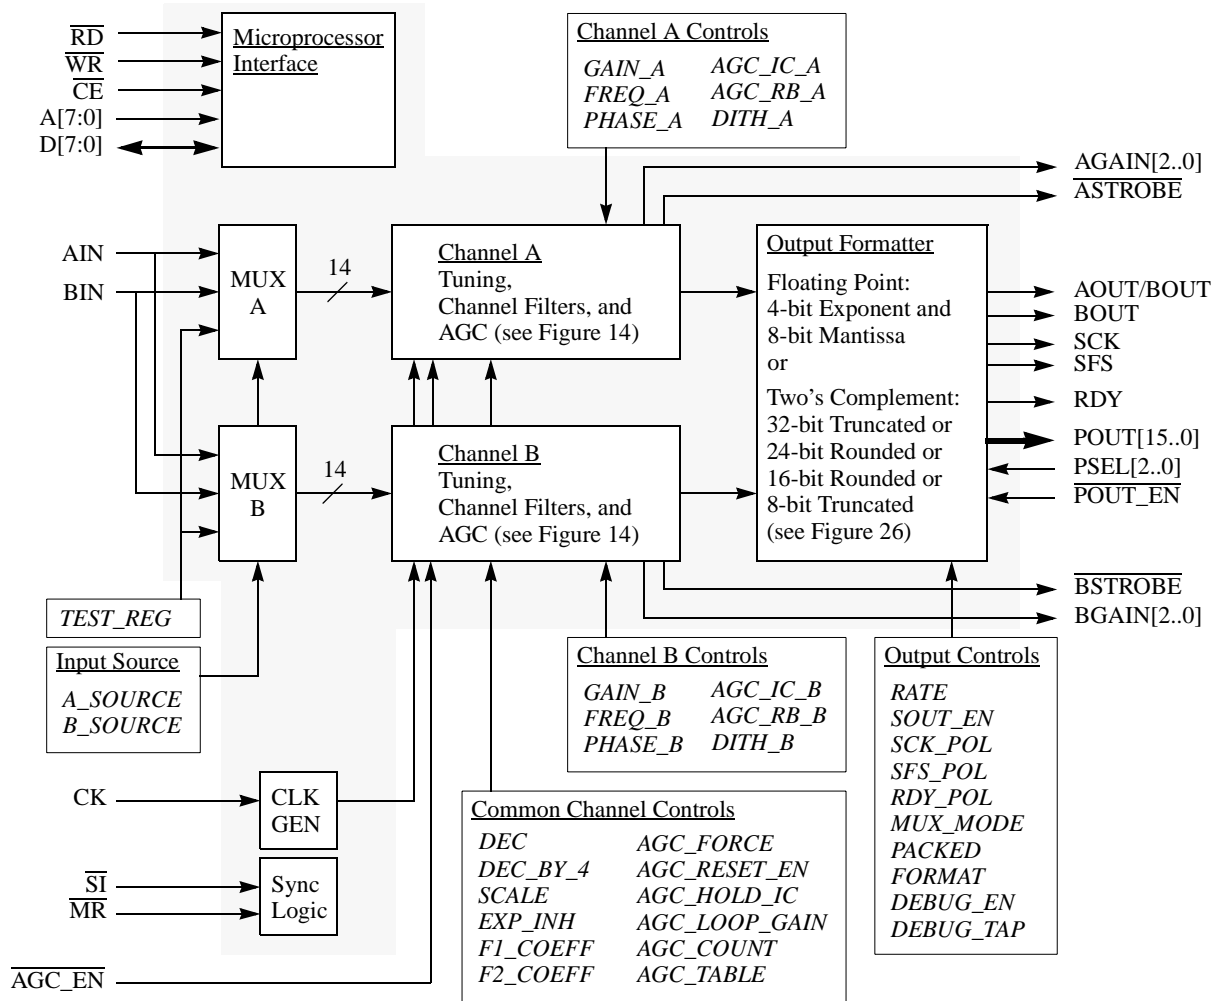 RD
WR
CE
A[7:0]
D[7:0]
Microprocessor
Interface
Channel A Controls
GAIN_A AGC_IC_A
FREQ_A AGC_RB_A
PHASE_A DITH_A
AGAIN[2..0]
ASTROBE
AIN
BIN
MUX
A
14
Channel A
Tuning,
Channel Filters, and
AGC (see Figure 14)
MUX
B
14
Channel B
Tuning,
Channel Filters, and
AGC (see Figure 14)
Output Formatter
Floating Point:
4-bit Exponent and
8-bit Mantissa
or
Two's Complement:
32-bit Truncated or
24-bit Rounded or
16-bit Rounded or
8-bit Truncated
(see Figure 26)
AOUT/BOUT
BOUT
SCK
SFS
RDY
POUT[15..0]
PSEL[2..0]
POUT_EN
BSTROBE
BGAIN[2..0]
TEST_REG
Input Source
A_SOURCE
B_SOURCE
Channel B Controls
GAIN_B AGC_IC_B
FREQ_B AGC_RB_B
PHASE_B DITH_B
Output Controls
RATE
SOUT_EN
SCK_POL
SFS_POL
RDY_POL
MUX_MODE
PACKED
FORMAT
DEBUG_EN
DEBUG_TAP
CK
CLK
GEN
SI
MR
Sync
Logic
AGC_EN
Common Channel Controls
DEC AGC_FORCE
DEC_BY_4 AGC_RESET_EN
SCALE AGC_HOLD_IC
EXP_INH AGC_LOOP_GAIN
F1_COEFF AGC_COUNT
F2_COEFF AGC_TABLE